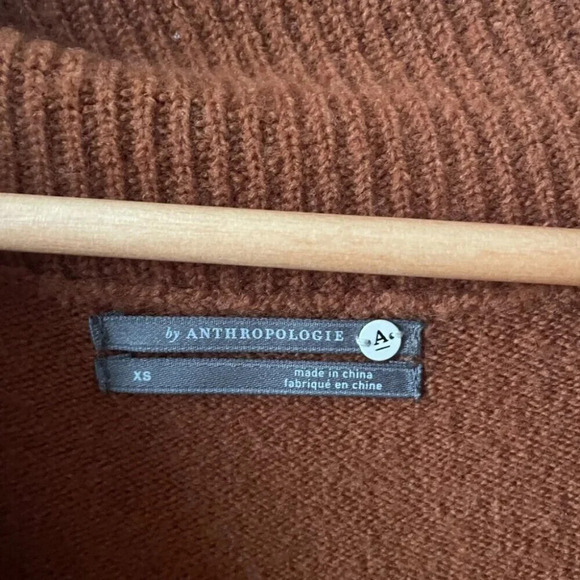 by ANTHROPOLOGIE
A
XS
made in china
fabriqué en chine